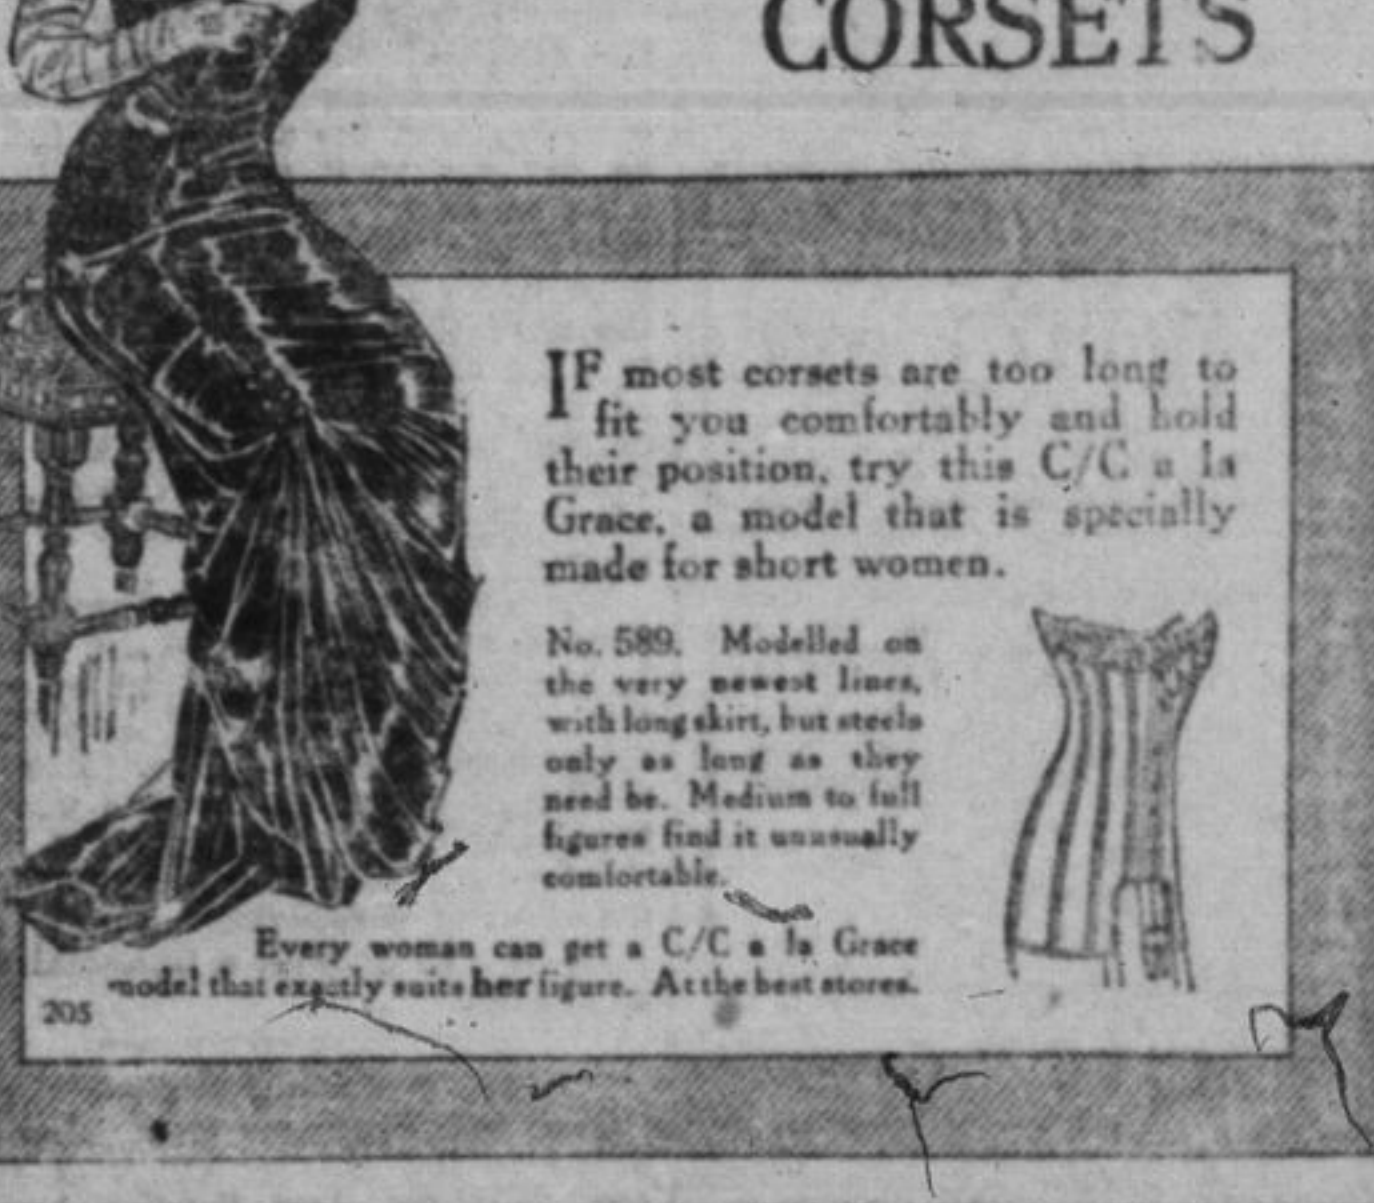 CORSETS
IF most corsets are too long to
fit you comfortably and hold
their position, try this C/C a la
Grace, a model that is specially
made for short women.
No. 589. Modelled on
the very newest lines,
with long skirt, but steels
only as long as they
need be. Medium to full
figures find it unusually
comfortable.
Every woman can get a C/C a la Grace
model that exactly suits her figure. At the best stores.
205